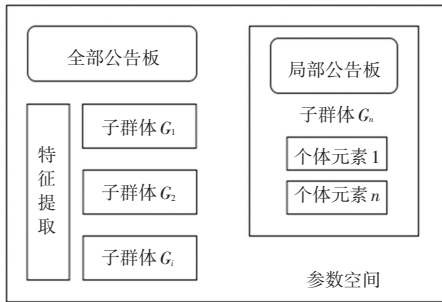 全部公告板
特征提取
子群体 G1
子群体 G2
子群体 Gi
局部公告板
子群体 Gn
个体元素 1
个体元素 n
参数空间